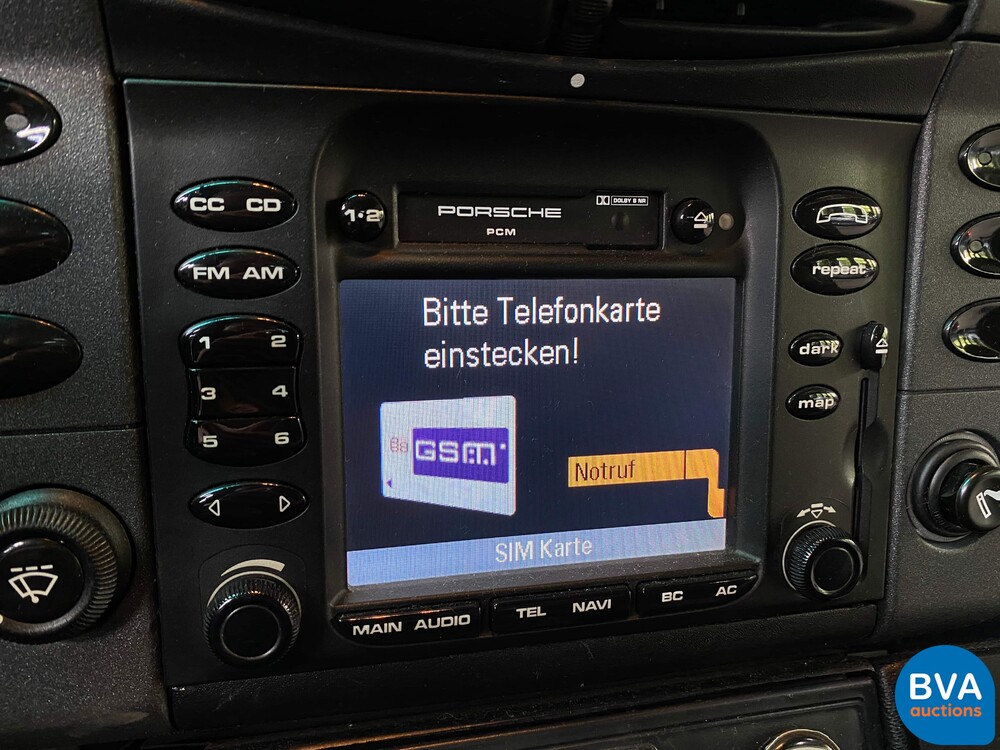 CC CD
1·2
PORSCHE
PCM
DOLBY B NR
FM AM
repeat
Bitte Telefonkarte
einstecken!
1 2
3 4
5 6
dark
map
GSM
Notruf
SIM Karte
MAIN AUDIO
TEL NAVI
BC AC
BVA
auctions